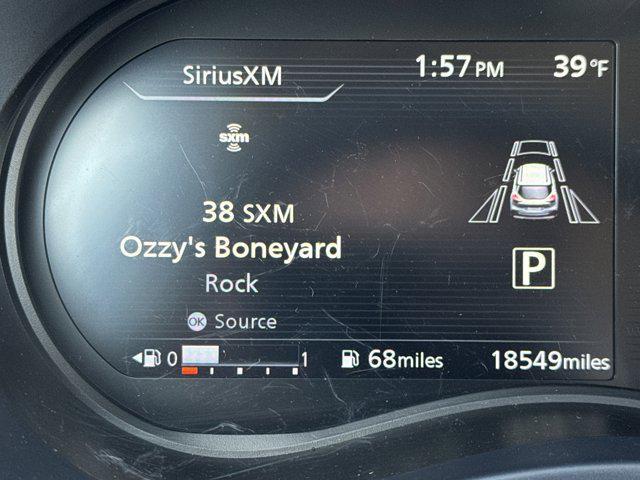 SiriusXM 1:57 PM 39°F
sxm
38 SXM
Ozzy's Boneyard
Rock
P
OK Source
0 1 68miles 18549miles